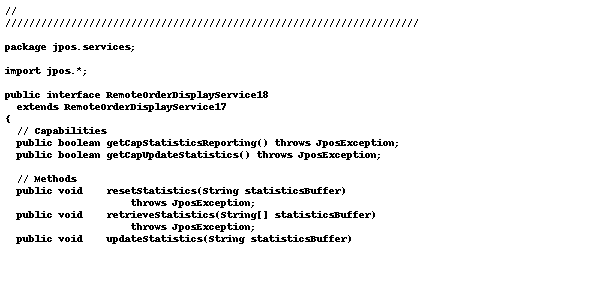 //
/////////////////////////////////////////////////////////////////////

package jpos.services;

import jpos.*;

public interface RemoteOrderDisplayService18
  extends RemoteOrderDisplayService17
{
  // Capabilities
  public boolean getCapStatisticsReporting() throws JposException;
  public boolean getCapUpdateStatistics() throws JposException;

  // Methods
  public void    resetStatistics(String statisticsBuffer)
                     throws JposException;
  public void    retrieveStatistics(String[] statisticsBuffer)
                     throws JposException;
  public void    updateStatistics(String statisticsBuffer)